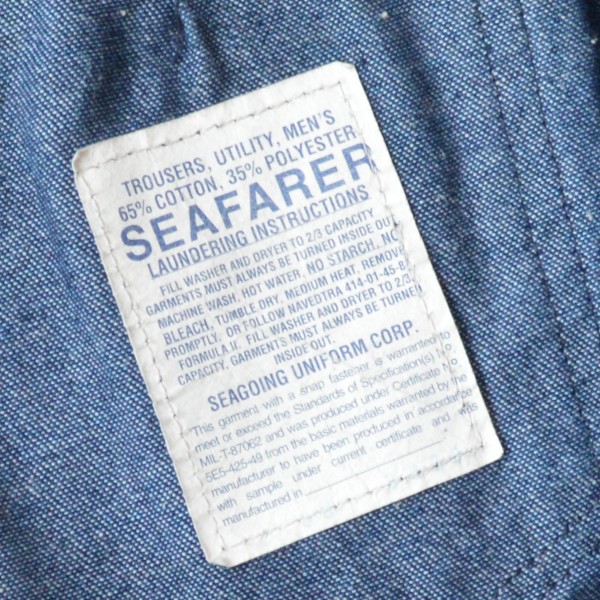 TROUSERS, UTILITY, MEN'S
65% COTTON, 35% POLYESTER
SEAFARER
LAUNDERING INSTRUCTIONS
FILL WASHER AND DRYER TO 2/3 CAPACITY
GARMENTS MUST ALWAYS BE TURNED INSIDE OUT
MACHINE WASH, HOT WATER, NO STARCH, NO
BLEACH, TUMBLE DRY, MEDIUM HEAT, REMOVE
PROMPTLY, OR FOLLOW NAVEDTRA 414-01-45-8
FORMULA II. FILL WASHER AND DRYER TO 2/3,
CAPACITY, GARMENTS MUST ALWAYS BE TURNED
INSIDE OUT.
SEAGOING UNIFORM CORP.
This garment with a snap fastener is warranted to
meet or exceed the Standards of Specification(s) No
MIL-T-87062 and was produced under Certificate No
5E5-425-49 from the basic materials warranted by the
manufacturer to have been produced in accordance
with sample under current certificate and was
manufactured in